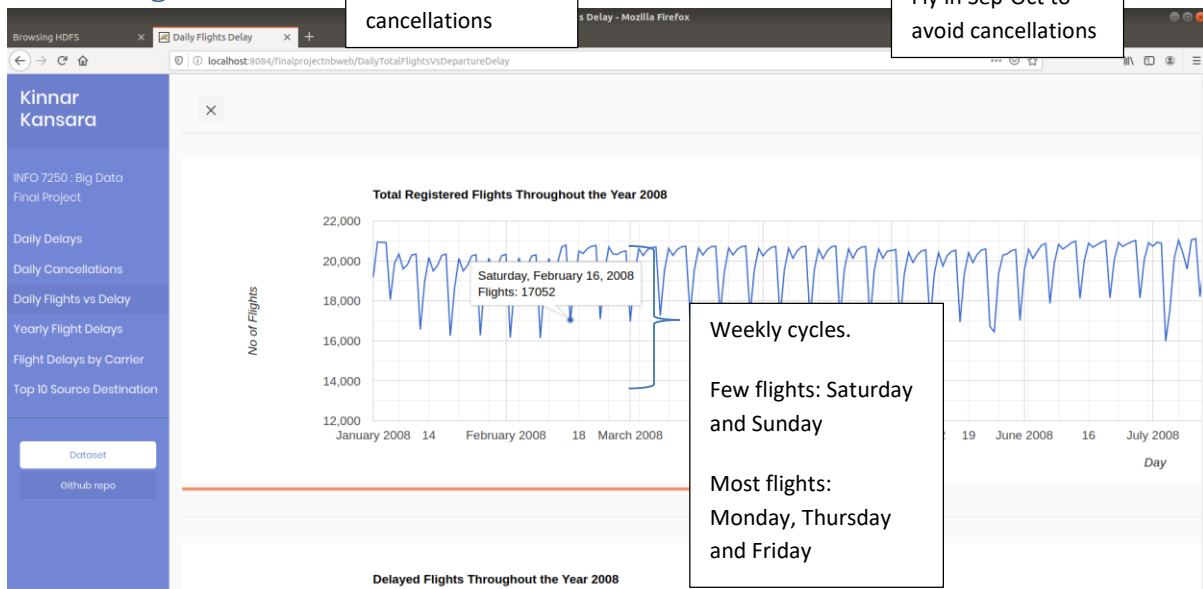 cancellations
avoid cancellations
s Delay - Mozilla Firefox
Browsing HDFS
Daily Flights Delay
localhost:8084/finalprojectnbweb/DailyTotalFlightsVsDepartureDelay
Kinnar
Kansara
INFO 7250 : Big Data
Final Project
Daily Delays
Daily Cancellations
Daily Flights vs Delay
Yearly Flight Delays
Flight Delays by Carrier
Top 10 Source Destination
Dataset
Github repo
Total Registered Flights Throughout the Year 2008
22,000
20,000
18,000
16,000
14,000
12,000
No of Flights
Saturday, February 16, 2008
Flights: 17052
January 2008 14 February 2008 18 March 2008 19 June 2008 16 July 2008
Day
Weekly cycles.
Few flights: Saturday
and Sunday
Most flights:
Monday, Thursday
and Friday
Delayed Flights Throughout the Year 2008